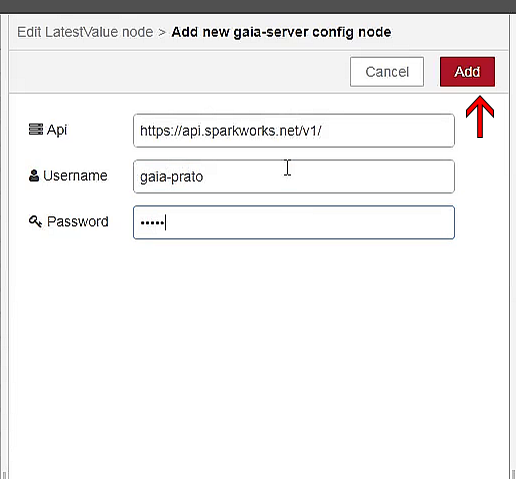 Edit LatestValue node > Add new gaia-server config node
Cancel Add
Api https://api.sparkworks.net/v1/
Username gaia-prato
Password •••••